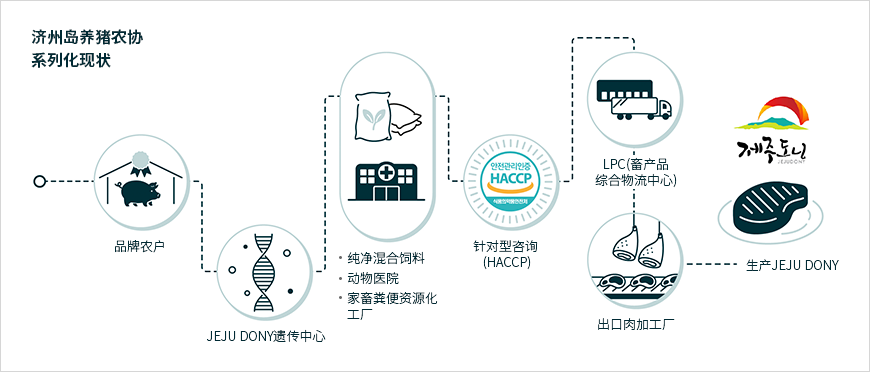 济州岛养猪农协
系列化现状
品牌农户
JEJU DONY遗传中心
• 纯净混合饲料
• 动物医院
• 家畜粪便资源化
工厂
안전관리인증
HACCP
식품의약품안전처
针对型咨询
(HACCP)
LPC(畜产品
综合物流中心)
出口肉加工厂
제주도니
JEJUDONY
生产JEJU DONY